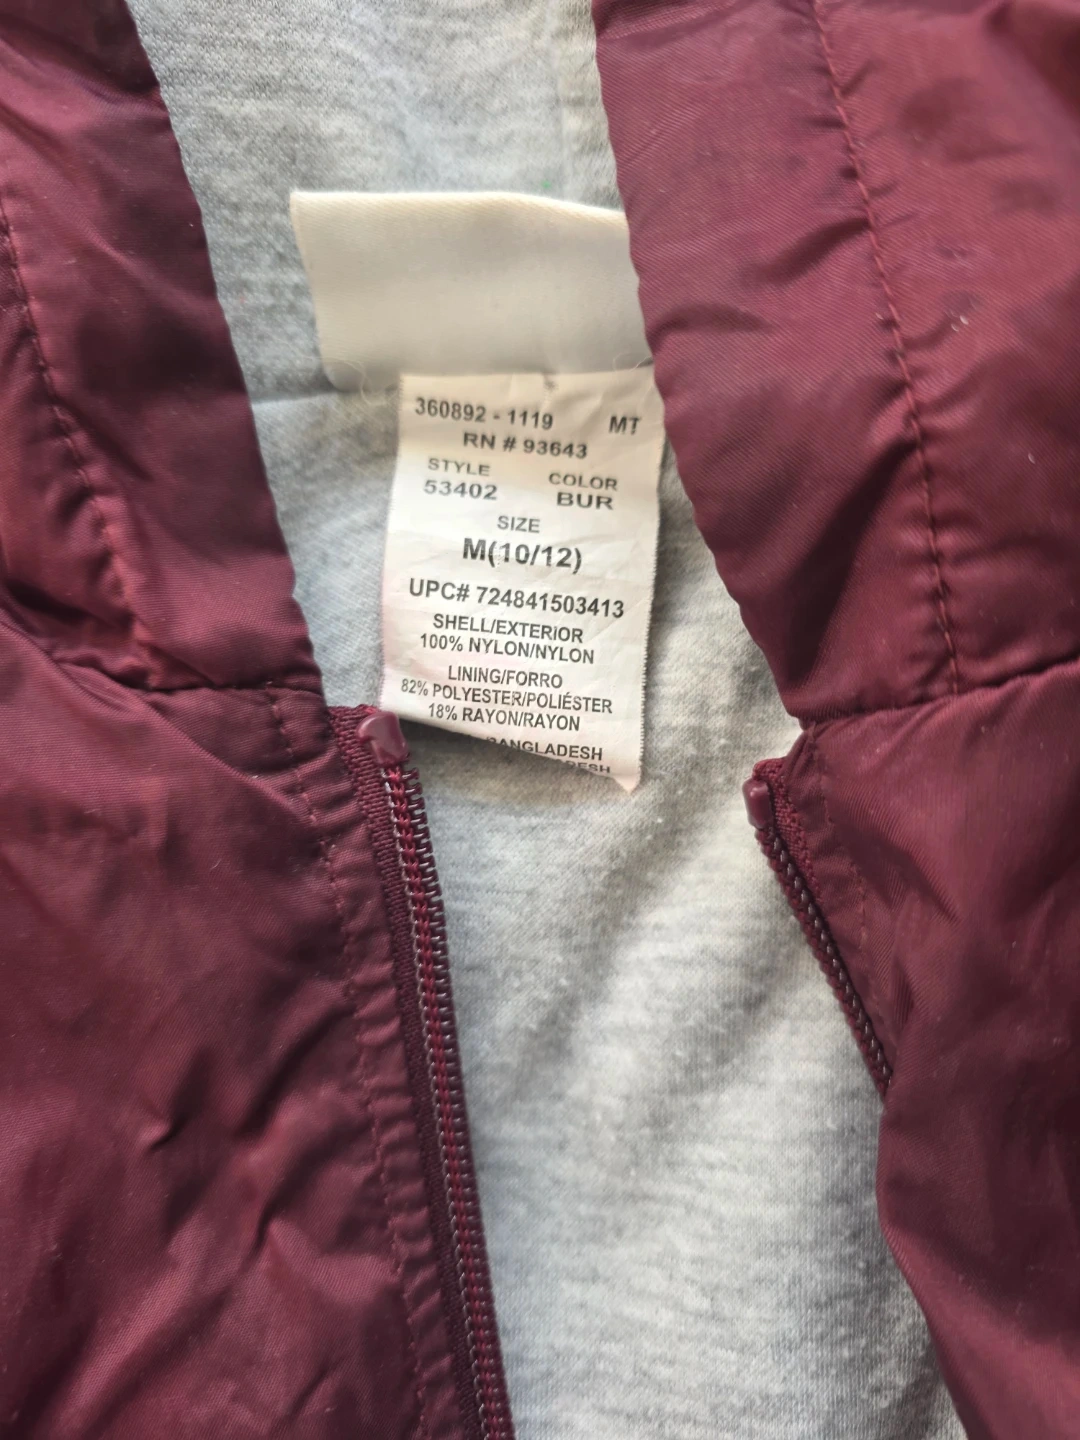 360892 - 1119 MT
RN # 93643
STYLE COLOR
53402 BUR
SIZE
M(10/12)
UPC# 724841503413
SHELL/EXTERIOR
100% NYLON/NYLON
LINING/FORRO
82% POLYESTER/POLIÉSTER
18% RAYON/RAYON
BANGLADESH